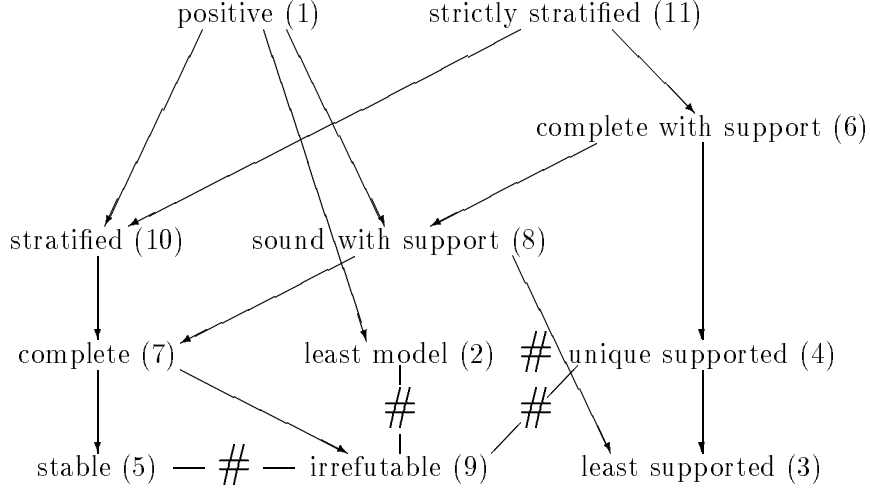 positive (1) strictly stratified (11)
complete with support (6)
stratified (10) sound with support (8)
complete (7) least model (2) # unique supported (4)
# #
stable (5) — # — irrefutable (9) least supported (3)